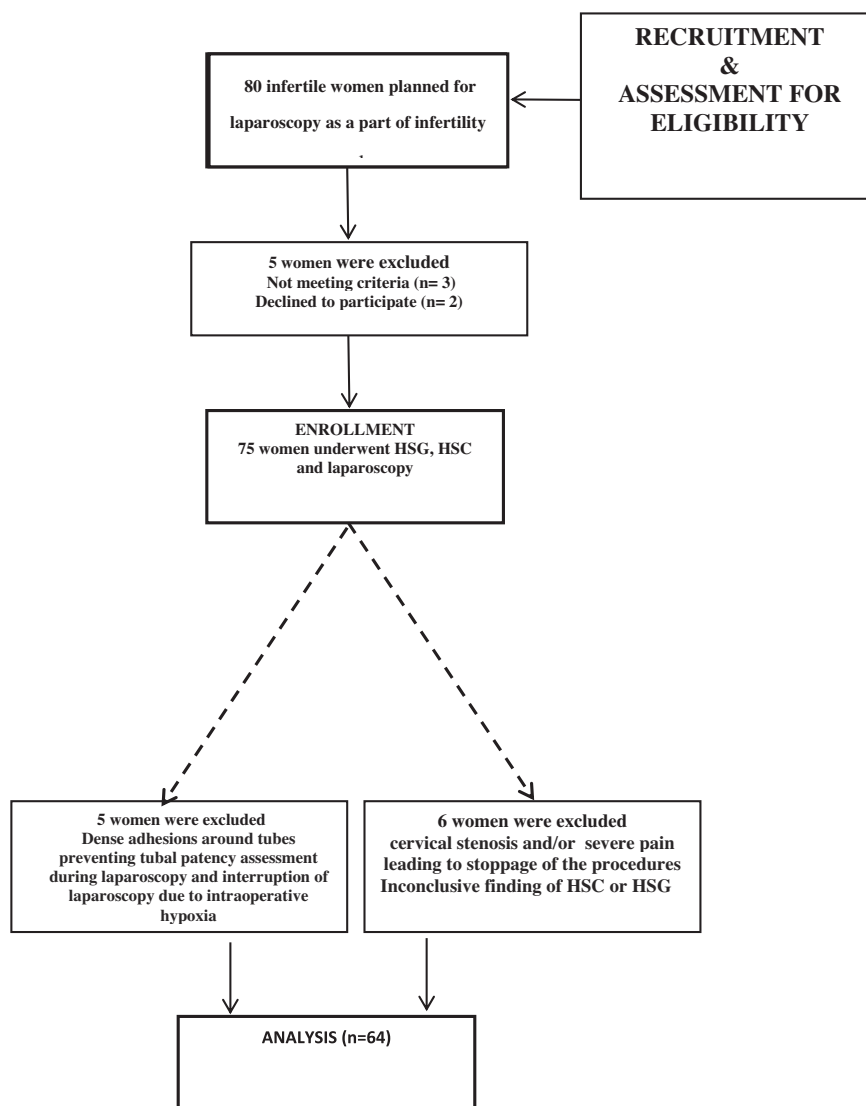 RECRUITMENT
&
ASSESSMENT FOR
ELIGIBILITY
80 infertile women planned for
laparoscopy as a part of infertility
.
5 women were excluded
Not meeting criteria (n= 3)
Declined to participate (n= 2)
ENROLLMENT
75 women underwent HSG, HSC
and laparoscopy
5 women were excluded
Dense adhesions around tubes
preventing tubal patency assessment
during laparoscopy and interruption of
laparoscopy due to intraoperative
hypoxia
6 women were excluded
cervical stenosis and/or severe pain
leading to stoppage of the procedures
Inconclusive finding of HSC or HSG
ANALYSIS (n=64)